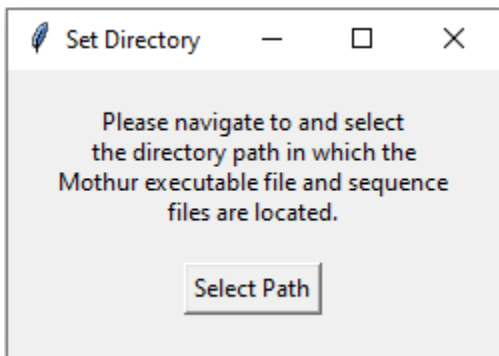 Set Directory
Please navigate to and select
the directory path in which the
Mothur executable file and sequence
files are located.
Select Path